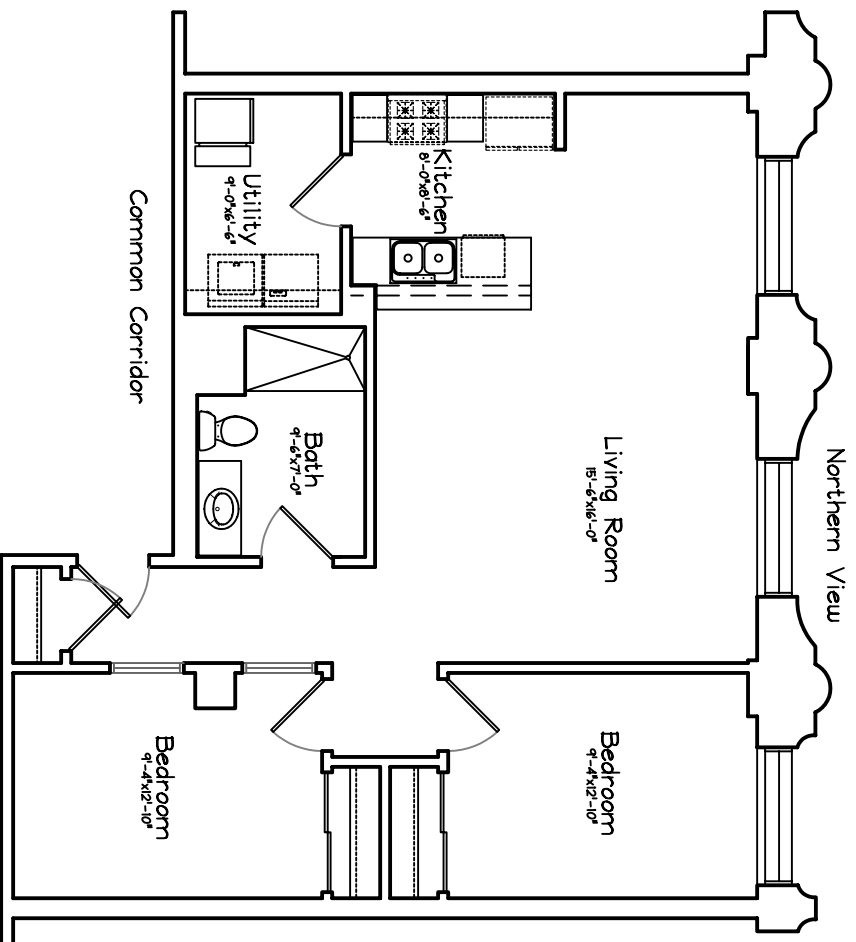 Northern View
Living Room
15'-6"x16'-0"
Kitchen
8'-0"x8'-6"
Utility
9'-0"x6'-6"
Bath
9'-6"x7'-0"
Common Corridor
Bedroom
9'-4"x12'-10"
Bedroom
9'-4"x12'-10"